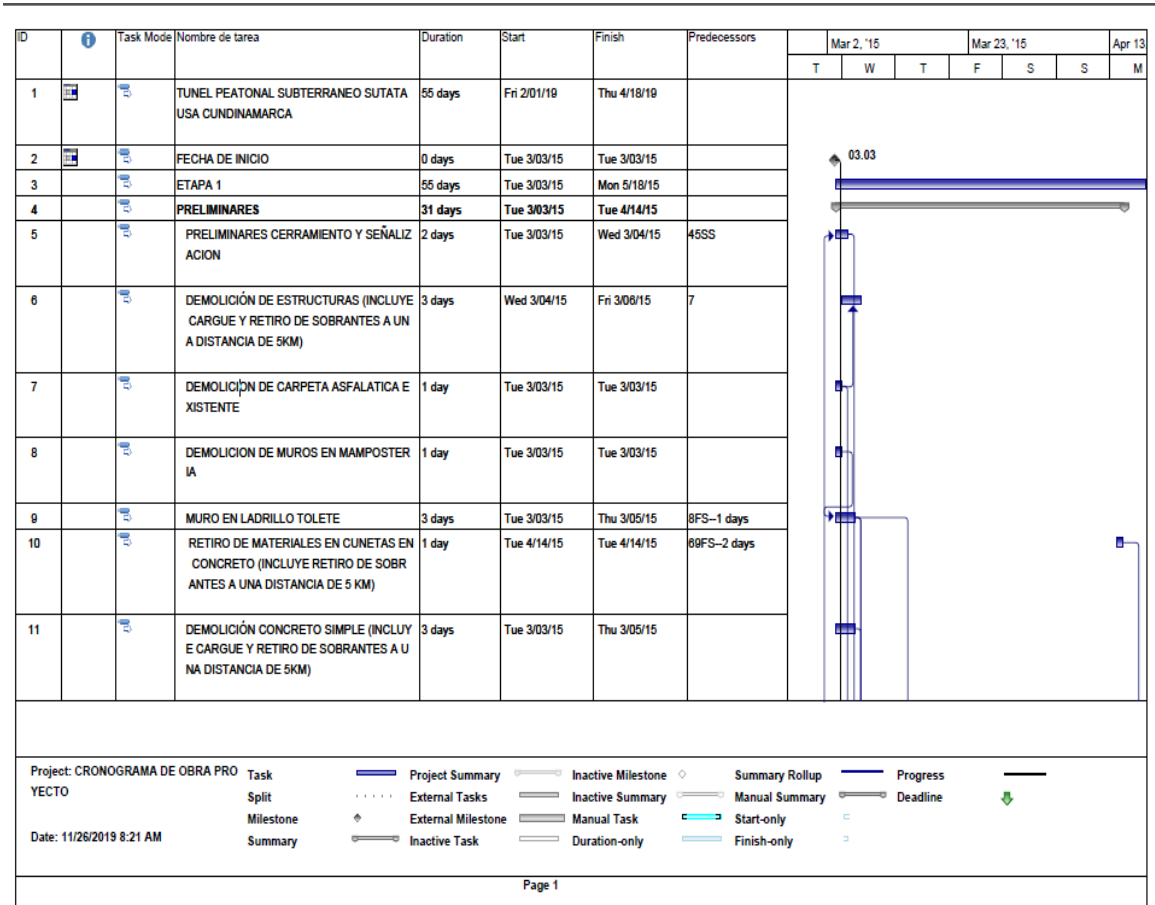 ID Task Mode Nombre de tarea Duration Start Finish Predecessors Mar 2, '15 Mar 23, '15 Apr 13
T W T F S S M
1 TUNEL PEATONAL SUBTERRANEO SUTATA 55 days Fri 2/01/19 Thu 4/18/19
USA CUNDINAMARCA
2 FECHA DE INICIO 0 days Tue 3/03/15 Tue 3/03/15 03.03
3 ETAPA 1 55 days Tue 3/03/15 Mon 5/18/15
4 PRELIMINARES 31 days Tue 3/03/15 Tue 4/14/15
5 PRELIMINARES CERRAMIENTO Y SEÑALIZ 2 days Tue 3/03/15 Wed 3/04/15 45SS
ACION
6 DEMOLICIÓN DE ESTRUCTURAS (INCLUYE 3 days Wed 3/04/15 Fri 3/06/15 7
CARGUE Y RETIRO DE SOBRANTES A UN
A DISTANCIA DE 5KM)
7 DEMOLICION DE CARPETA ASFALATICA E 1 day Tue 3/03/15 Tue 3/03/15
XISTENTE
8 DEMOLICION DE MUROS EN MAMPOSTER 1 day Tue 3/03/15 Tue 3/03/15
IA
9 MURO EN LADRILLO TOLETE 3 days Tue 3/03/15 Thu 3/05/15 8FS--1 days
10 RETIRO DE MATERIALES EN CUNETAS EN 1 day Tue 4/14/15 Tue 4/14/15 69FS--2 days
CONCRETO (INCLUYE RETIRO DE SOBR
ANTES A UNA DISTANCIA DE 5 KM)
11 DEMOLICIÓN CONCRETO SIMPLE (INCLUY 3 days Tue 3/03/15 Thu 3/05/15
E CARGUE Y RETIRO DE SOBRANTES A U
NA DISTANCIA DE 5KM)
Project: CRONOGRAMA DE OBRA PRO
YECTO
Date: 11/26/2019 8:21 AM
Task Project Summary Inactive Milestone Summary Rollup Progress
Split External Tasks Inactive Summary Manual Summary Deadline
Milestone External Milestone Manual Task Start-only
Summary Inactive Task Duration-only Finish-only
Page 1